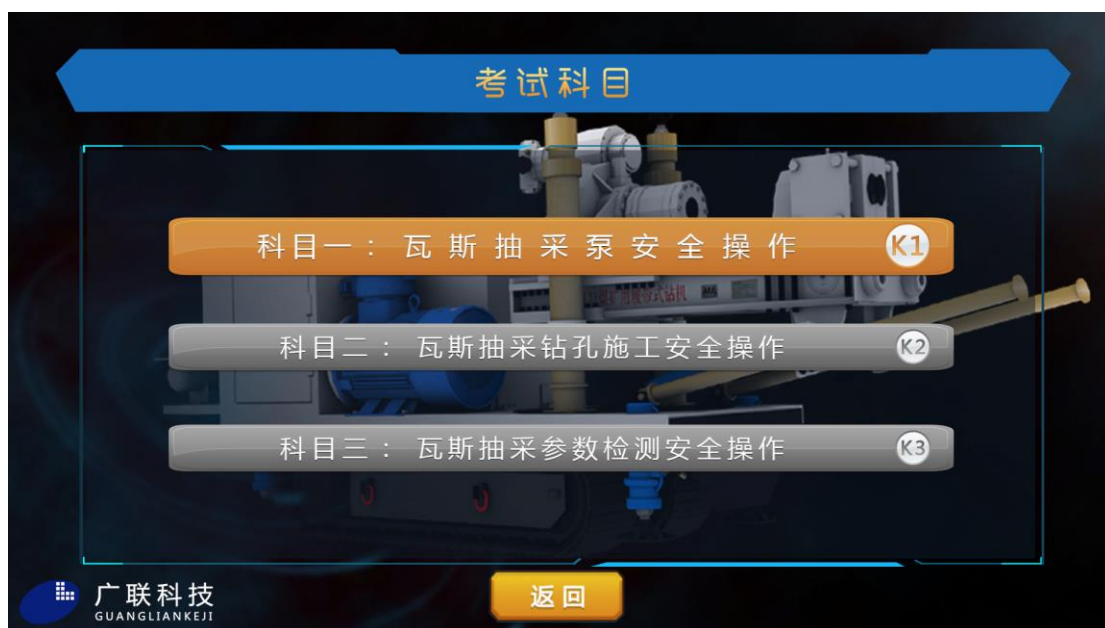 考试科目
科目一：瓦斯抽采泵安全操作 K1
科目二：瓦斯抽采钻孔施工安全操作 K2
科目三：瓦斯抽采参数检测安全操作 K3
广联科技
GUANGLIANKEJI
返回